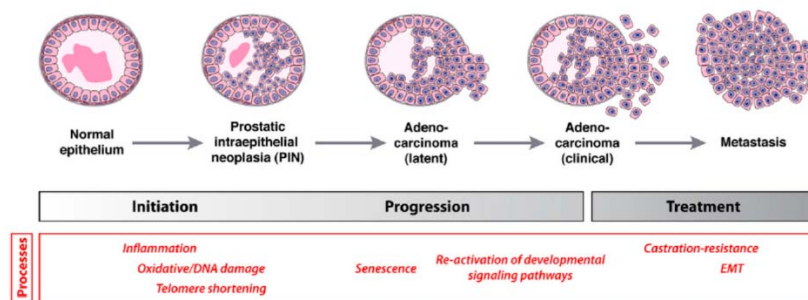 Normal
epithelium
Prostatic
intraepithelial
neoplasia (PIN)
Adeno-
carcinoma
(latent)
Adeno-
carcinoma
(clinical)
Metastasis
Initiation
Progression
Treatment
Processes
Inflammation
Oxidative/DNA damage
Telomere shortening
Senescence
Re-activation of developmental
signaling pathways
Castration-resistance
EMT